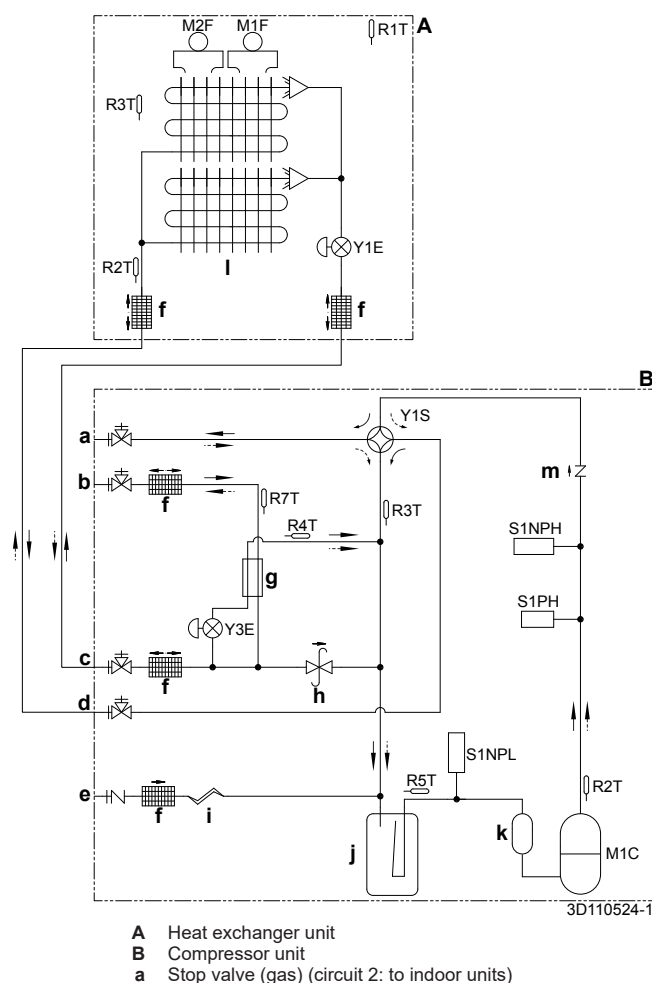 M2F M1F
R1T
A
R3T
Y1E
R2T
l
f f
B
Y1S
a
b
m
f
R7T
R3T
R4T
S1NPH
g
S1PH
Y3E
c
f
h
d
S1NPL
R5T
R2T
e
f
i
k
j
M1C
3D110524-1
A Heat exchanger unit
B Compressor unit
a Stop valve (gas) (circuit 2: to indoor units)